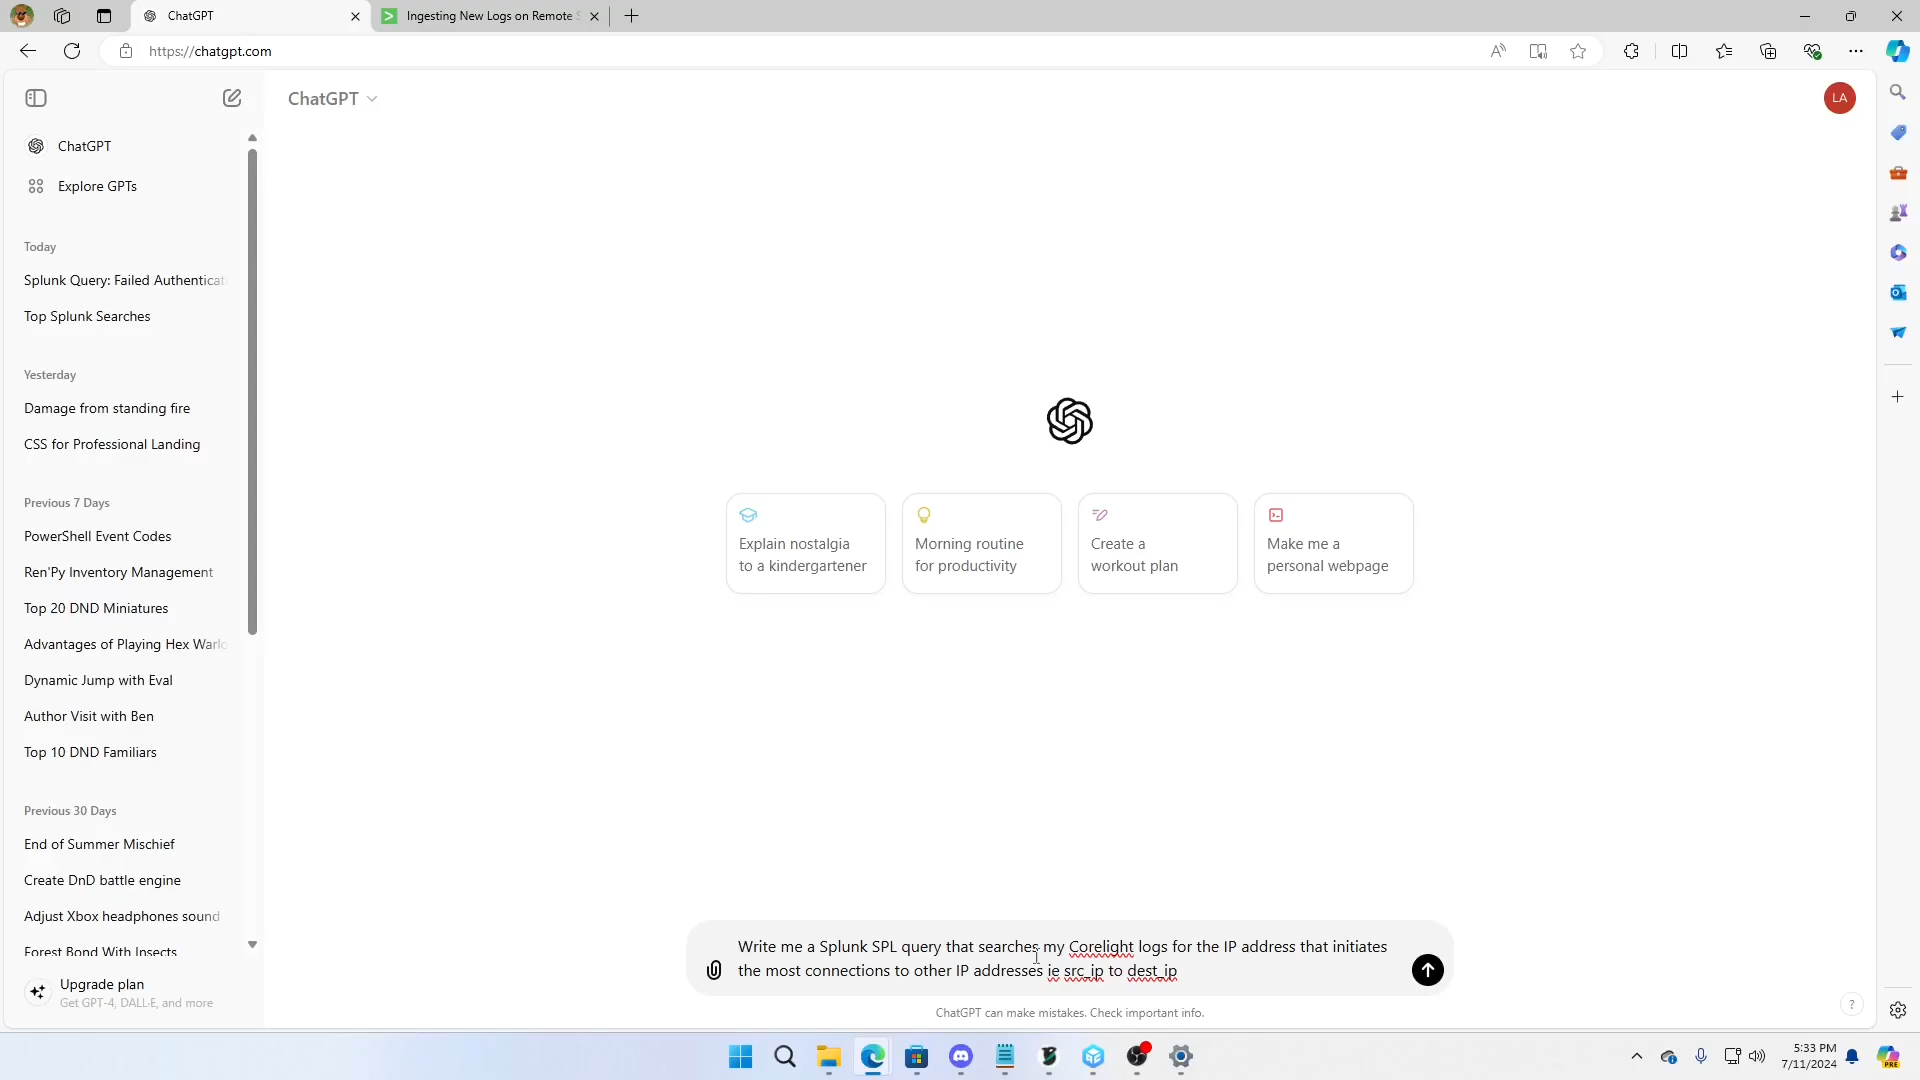 ChatGPT
Ingesting New Logs on Remote S
https://chatgpt.com
ChatGPT
LA
ChatGPT
Explore GPTs
Today
Splunk Query: Failed Authenticati
Top Splunk Searches
Yesterday
Damage from standing fire
CSS for Professional Landing
Previous 7 Days
PowerShell Event Codes
Ren'Py Inventory Management
Top 20 DND Miniatures
Advantages of Playing Hex Warlo
Dynamic Jump with Eval
Author Visit with Ben
Top 10 DND Familiars
Previous 30 Days
End of Summer Mischief
Create DnD battle engine
Adjust Xbox headphones sound
Forest Bond With Insects
Upgrade plan
Get GPT-4, DALL·E, and more
Explain nostalgia
to a kindergartener
Morning routine
for productivity
Create a
workout plan
Make me a
personal webpage
Write me a Splunk SPL query that searches my Corelight logs for the IP address that initiates
the most connections to other IP addresses ie src_ip to dest_ip
ChatGPT can make mistakes. Check important info.
?
5:33 PM
7/11/2024
PRE